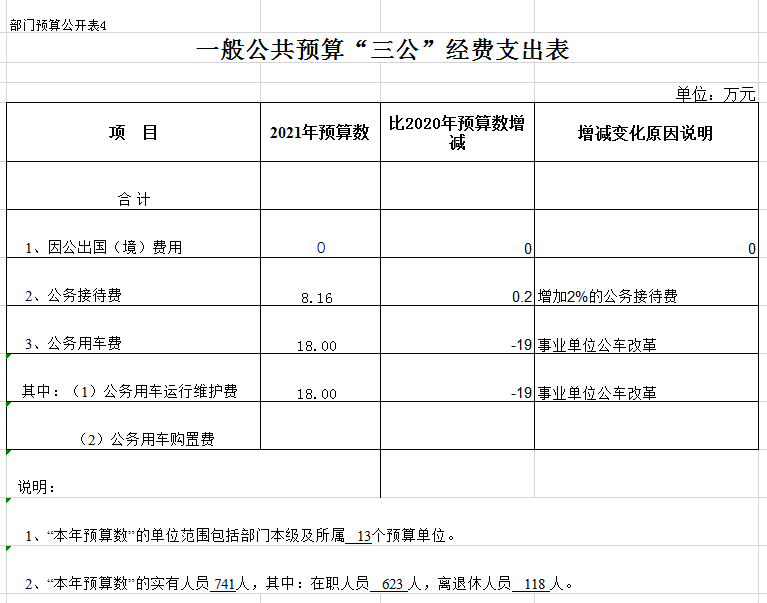 部门预算公开表4
一般公共预算“三公”经费支出表
单位：万元
项　目 2021年预算数 比2020年预算数增减 增减变化原因说明
合 计
1、因公出国（境）费用 0 0 0
2、公务接待费 8.16 0.2 增加2%的公务接待费
3、公务用车费 18.00 -19 事业单位公车改革
其中：（1）公务用车运行维护费 18.00 -19 事业单位公车改革
（2）公务用车购置费
说明：
1、“本年预算数”的单位范围包括部门本级及所属 13个预算单位。
2、“本年预算数”的实有人员 741人，其中：在职人员 623 人，离退休人员 118 人。